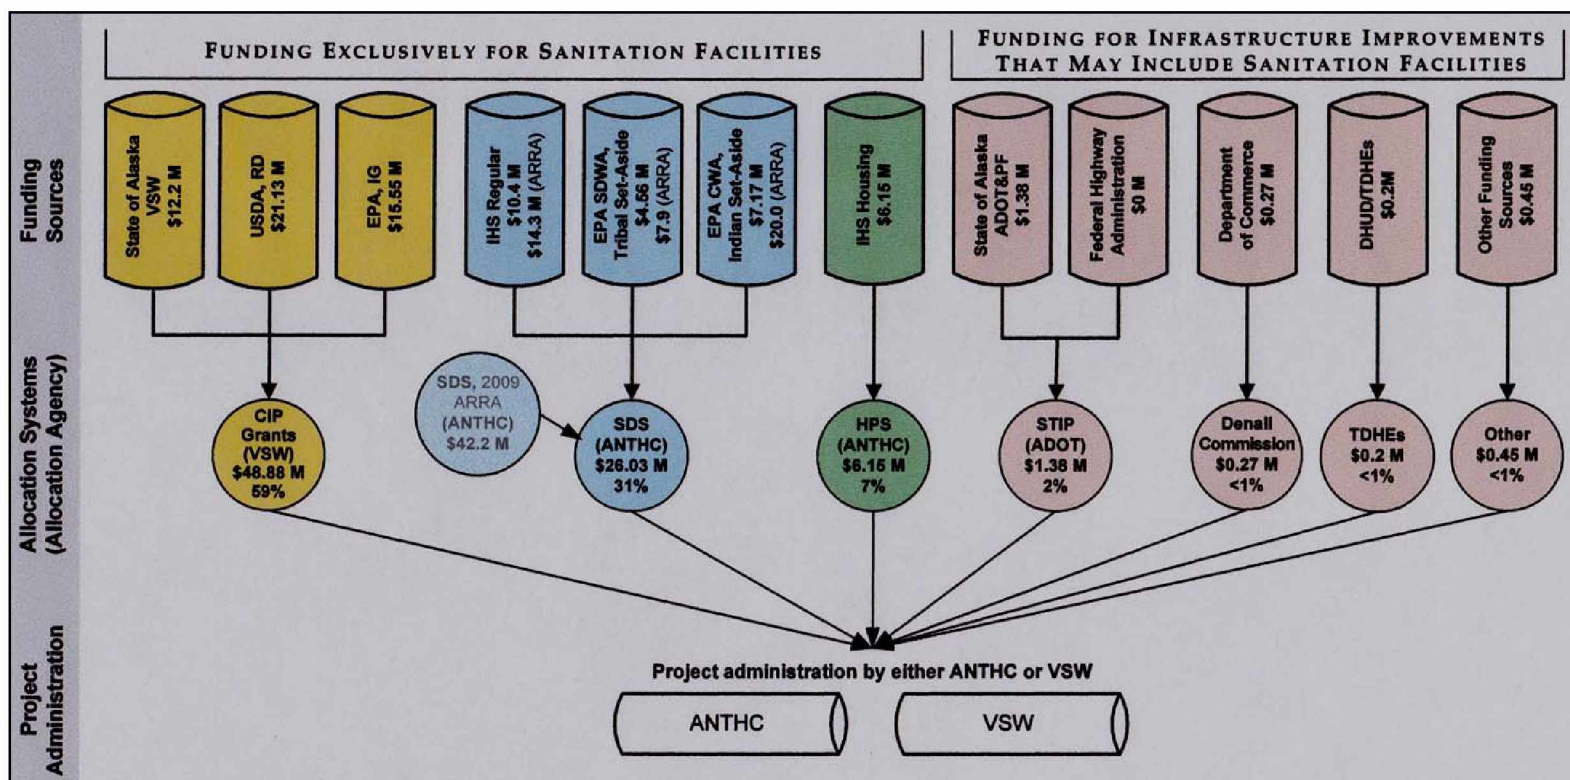 FUNDING EXCLUSIVELY FOR SANITATION FACILITIES
FUNDING FOR INFRASTRUCTURE IMPROVEMENTS
THAT MAY INCLUDE SANITATION FACILITIES
Funding
Sources
State of Alaska
VSW
$12.2 M
USDA, RD
$21.13 M
EPA, IG
$15.55 M
IHS Regular
$10.4 M
$14.3 M (ARRA)
EPA SDWA,
Tribal Set-Aside
$4.56 M
$7.9 (ARRA)
EPA CWA,
Indian Set-Aside
$7.17 M
$20.0 (ARRA)
IHS Housing
$6.15 M
State of Alaska
ADOT&PF
$1.38 M
Federal Highway
Administration
$0 M
Department
of Commerce
$0.27 M
DHUD/TDHEs
$0.2M
Other Funding
Sources
$0.45 M
Allocation Systems
(Allocation Agency)
CIP
Grants
(VSW)
$48.88 M
59%
SDS, 2009
ARRA
(ANTHC)
$42.2 M
SDS
(ANTHC)
$26.03 M
31%
HPS
(ANTHC)
$6.15 M
7%
STIP
(ADOT)
$1.38 M
2%
Denali
Commission
$0.27 M
<1%
TDHEs
$0.2 M
<1%
Other
$0.45 M
<1%
Project
Administration
Project administration by either ANTHC or VSW
ANTHC
VSW